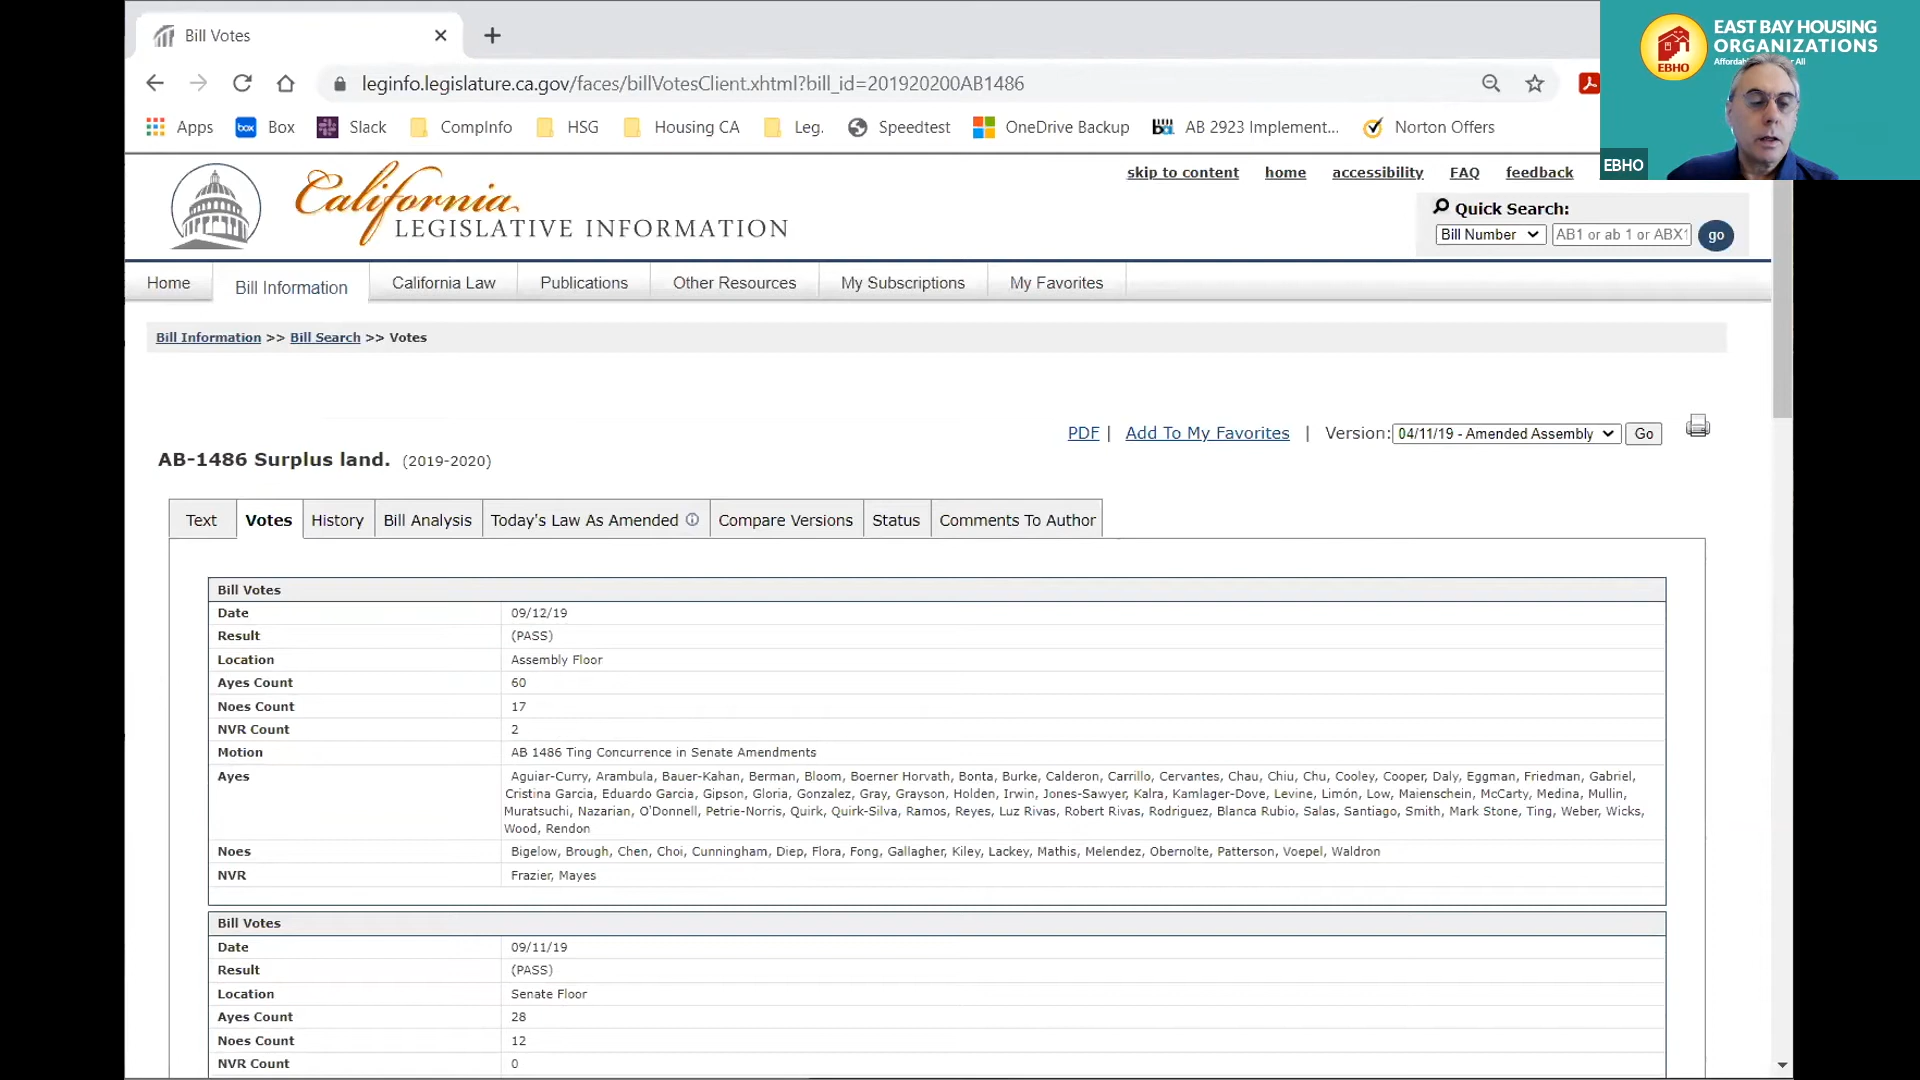 Bill Votes
leginfo.legislature.ca.gov/faces/billVotesClient.xhtml?bill_id=201920200AB1486
Apps Box Slack CompInfo HSG Housing CA Leg. Speedtest OneDrive Backup AB 2923 Implement... Norton Offers
EAST BAY HOUSING
ORGANIZATIONS
EBHO
EBHO
California
LEGISLATIVE INFORMATION
skip to content home accessibility FAQ feedback
Quick Search:
Bill Number AB1 or ab 1 or ABX1 go
Home Bill Information California Law Publications Other Resources My Subscriptions My Favorites
Bill Information >> Bill Search >> Votes
PDF | Add To My Favorites | Version: 04/11/19 - Amended Assembly Go
AB-1486 Surplus land. (2019-2020)
Text Votes History Bill Analysis Today's Law As Amended Compare Versions Status Comments To Author
Bill Votes
Date 09/12/19
Result (PASS)
Location Assembly Floor
Ayes Count 60
Noes Count 17
NVR Count 2
Motion AB 1486 Ting Concurrence in Senate Amendments
Ayes Aguiar-Curry, Arambula, Bauer-Kahan, Berman, Bloom, Boerner Horvath, Bonta, Burke, Calderon, Carrillo, Cervantes, Chau, Chiu, Chu, Cooley, Cooper, Daly, Eggman, Friedman, Gabriel,
Cristina Garcia, Eduardo Garcia, Gipson, Gloria, Gonzalez, Gray, Grayson, Holden, Irwin, Jones-Sawyer, Kalra, Kamlager-Dove, Levine, Limón, Low, Maienschein, McCarty, Medina, Mullin,
Muratsuchi, Nazarian, O'Donnell, Petrie-Norris, Quirk, Quirk-Silva, Ramos, Reyes, Luz Rivas, Robert Rivas, Rodriguez, Blanca Rubio, Salas, Santiago, Smith, Mark Stone, Ting, Weber, Wicks,
Wood, Rendon
Noes Bigelow, Brough, Chen, Choi, Cunningham, Diep, Flora, Fong, Gallagher, Kiley, Lackey, Mathis, Melendez, Obernolte, Patterson, Voepel, Waldron
NVR Frazier, Mayes
Bill Votes
Date 09/11/19
Result (PASS)
Location Senate Floor
Ayes Count 28
Noes Count 12
NVR Count 0